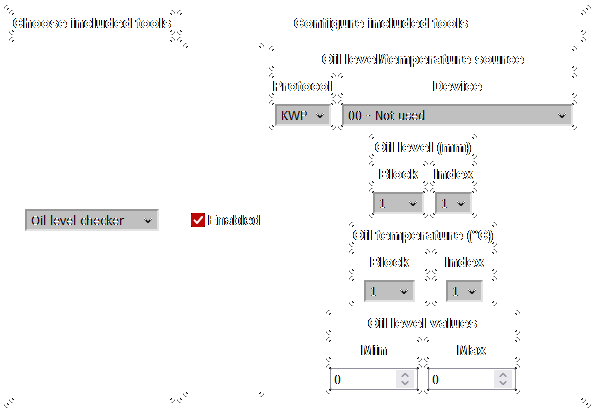 Choose included tools
Configure included tools
Oil level/temperature source
Protocol Device
KWP 00 - Not used
Oil level (mm)
Block Index
1 1
Oil level checker Enabled
Oil temperature (°C)
Block Index
1 1
Oil level values
Min Max
0 0